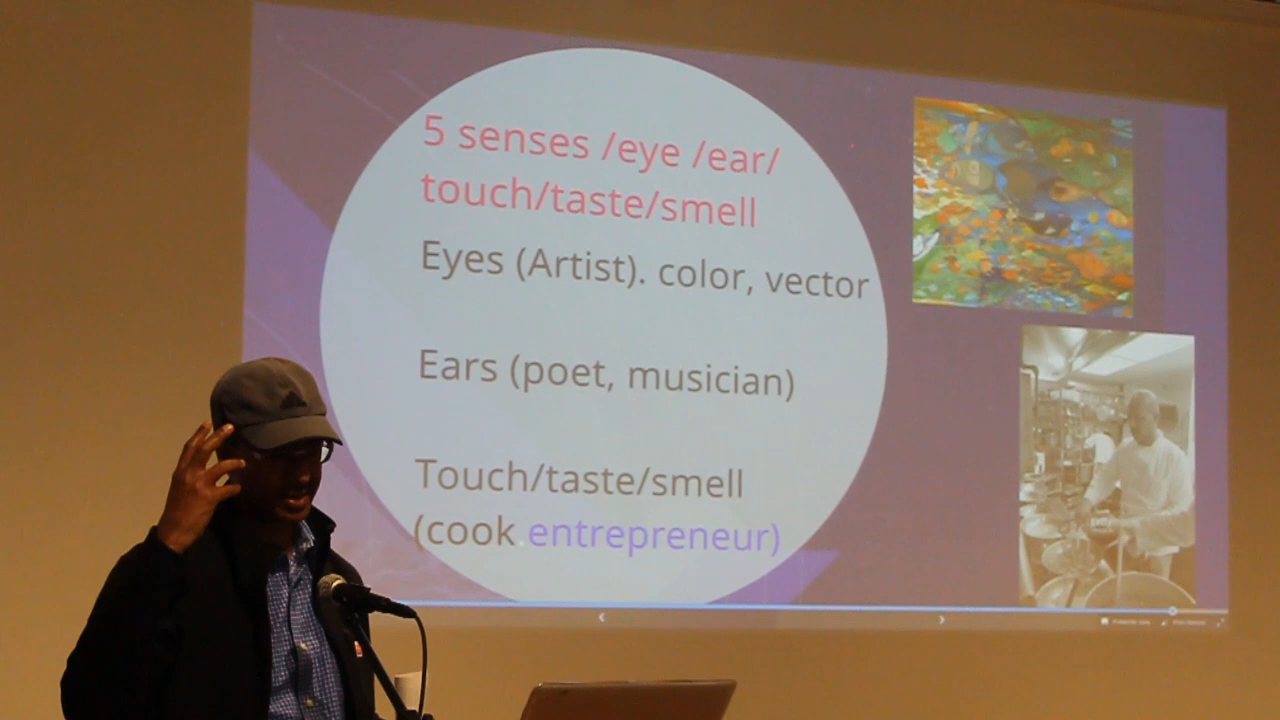 5 senses /eye /ear/
touch/taste/smell
Eyes (Artist). color, vector
Ears (poet, musician)
Touch/taste/smell
(cook entrepreneur)